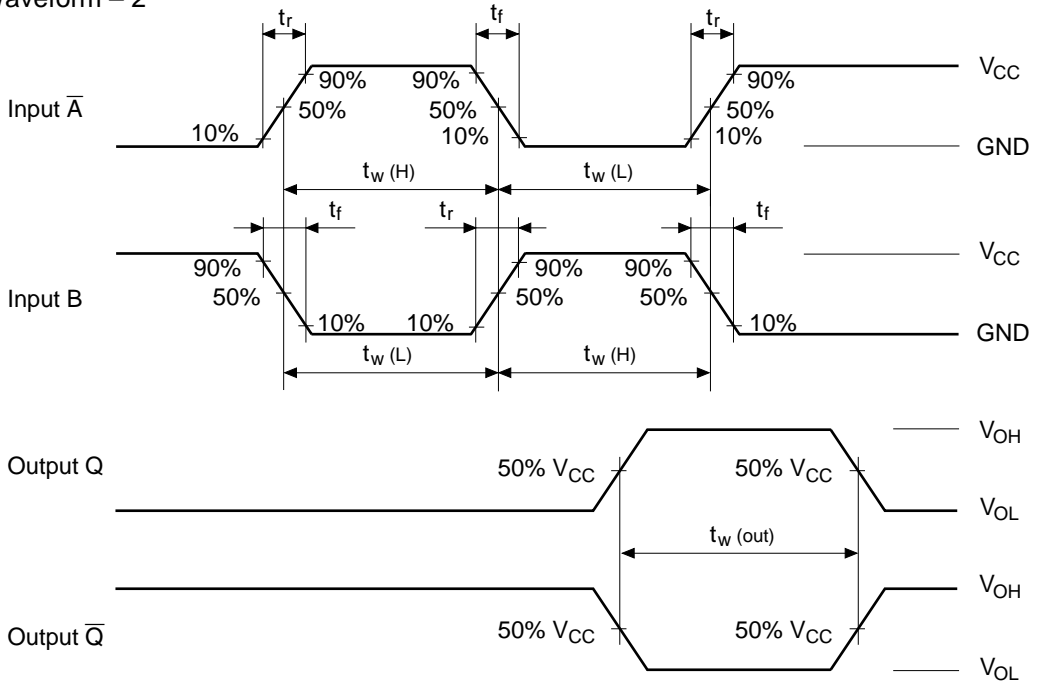 Waveform – 2
tr tf tr
90% 90% 90% VCC
Input A̅ 50% 50% 50%
10% 10% 10% GND
tw (H) tw (L)
tf tr tf
VCC
90% 90% 90%
Input B 50% 50% 50%
10% 10% 10% GND
tw (L) tw (H)
VOH
Output Q 50% VCC 50% VCC
VOL
tw (out)
VOH
Output Q̅ 50% VCC 50% VCC
VOL